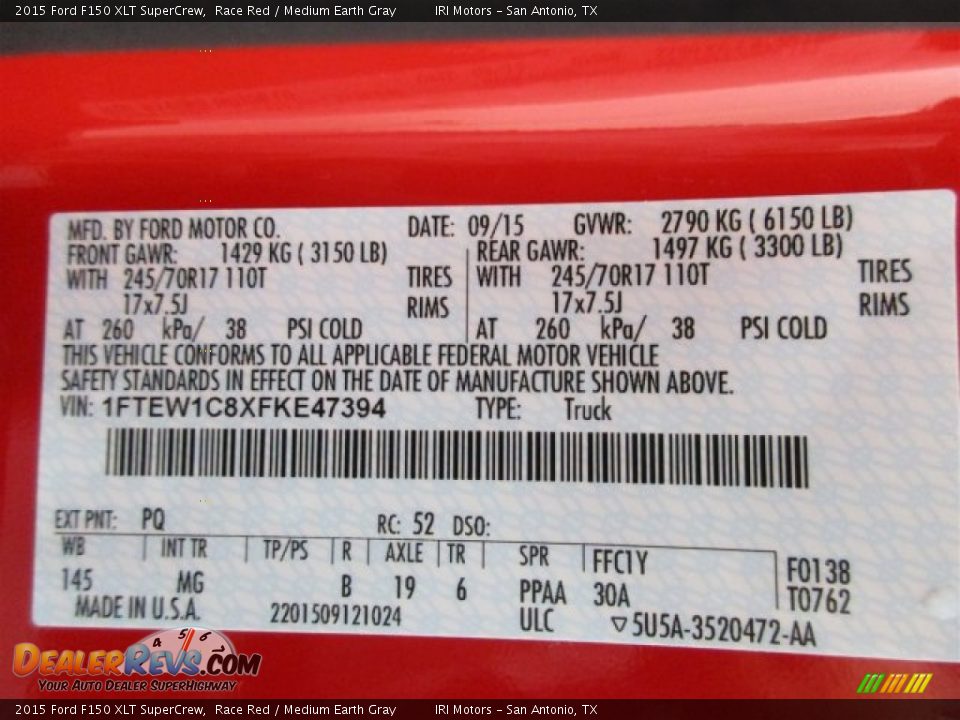 2015 Ford F150 XLT SuperCrew, Race Red / Medium Earth Gray IRI Motors - San Antonio, TX
MFD. BY FORD MOTOR CO. DATE: 09/15 GVWR: 2790 KG ( 6150 LB)
FRONT GAWR: 1429 KG ( 3150 LB) REAR GAWR: 1497 KG ( 3300 LB)
WITH 245/70R17 110T TIRES WITH 245/70R17 110T TIRES
17x7.5J RIMS 17x7.5J RIMS
AT 260 kPa/ 38 PSI COLD AT 260 kPa/ 38 PSI COLD
THIS VEHICLE CONFORMS TO ALL APPLICABLE FEDERAL MOTOR VEHICLE
SAFETY STANDARDS IN EFFECT ON THE DATE OF MANUFACTURE SHOWN ABOVE.
VIN: 1FTEW1C8XFKE47394 TYPE: Truck
EXT PNT: PQ RC: 52 DSO:
WB INT TR TP/PS R AXLE TR SPR FFC1Y F0138
145 MG B 19 6 PPAA 30A T0762
MADE IN U.S.A. 2201509121024 ULC ▽5U5A-3520472-AA
4 5 6
DealerRevs.com
Your Auto Dealer SuperHighway
2015 Ford F150 XLT SuperCrew, Race Red / Medium Earth Gray IRI Motors - San Antonio, TX